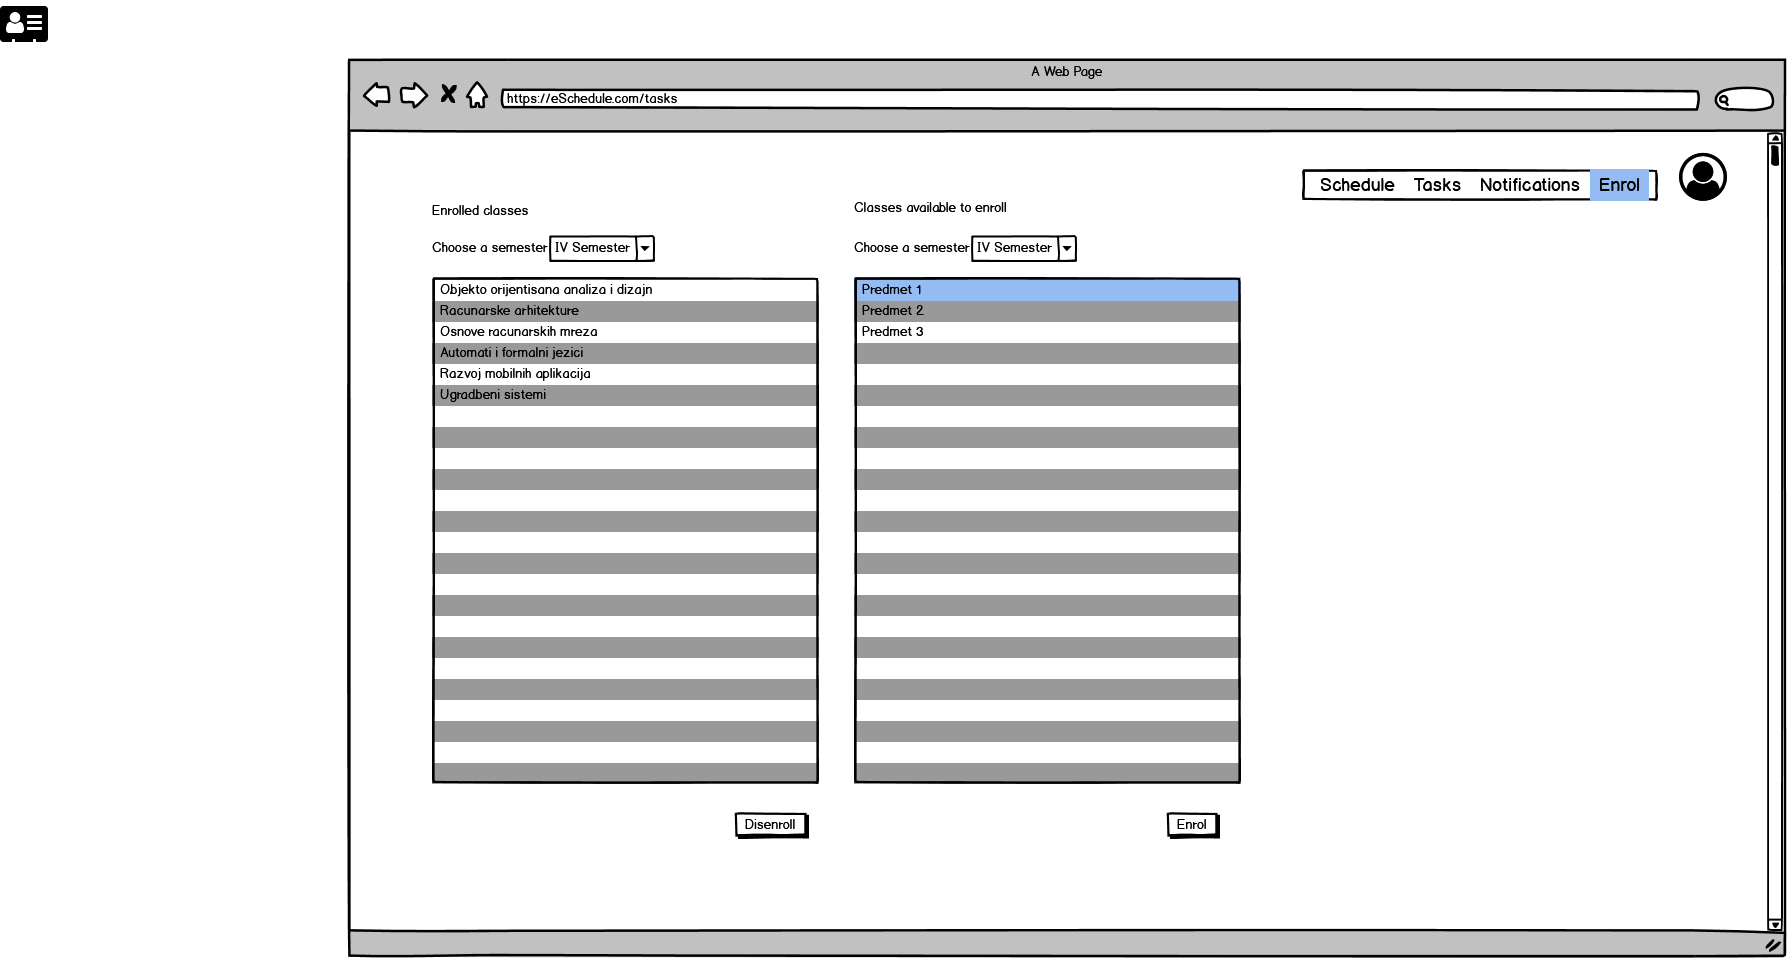 A Web Page
https://eSchedule.com/tasks
Schedule Tasks Notifications Enrol
Enrolled classes
Choose a semester IV Semester
Objekto orijentisana analiza i dizajn
Racunarske arhitekture
Osnove racunarskih mreza
Automati i formalni jezici
Razvoj mobilnih aplikacija
Ugradbeni sistemi
Disenroll
Classes available to enroll
Choose a semester IV Semester
Predmet 1
Predmet 2
Predmet 3
Enrol